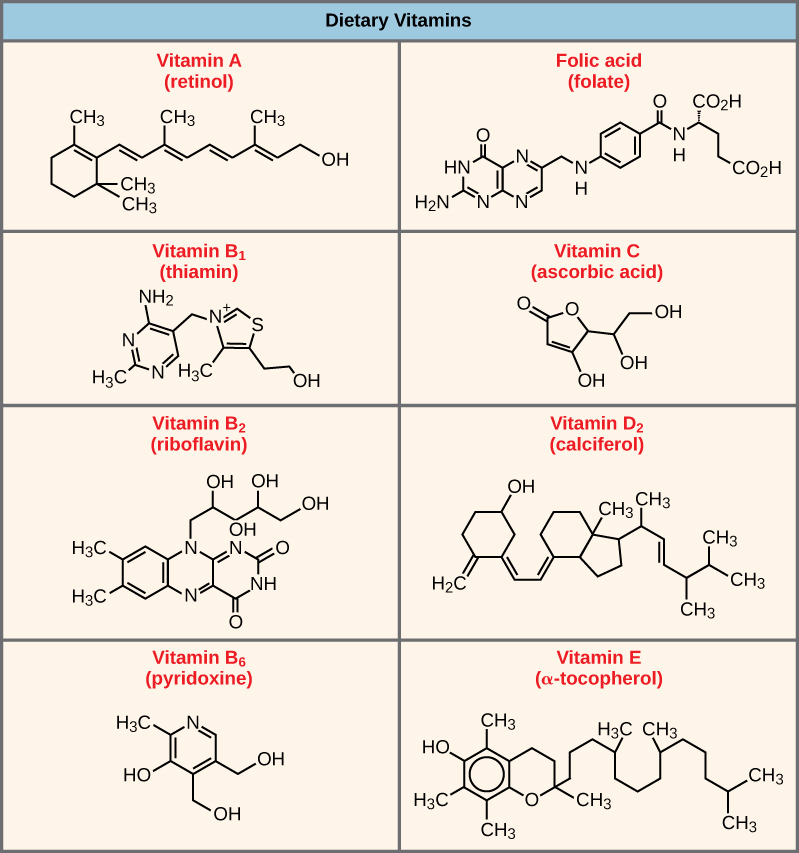 Dietary Vitamins
Vitamin A
(retinol)
CH₃ CH₃ CH₃
OH
CH₃
CH₃
Folic acid
(folate)
O CO₂H
O
N
H
HN N
N
H
CO₂H
H₂N N N
Vitamin B₁
(thiamin)
NH₂
N+
S
N
H₃C N H₃C
OH
Vitamin C
(ascorbic acid)
O O OH
OH
OH
Vitamin B₂
(riboflavin)
OH OH
OH
OH
H₃C N N O
NH
H₃C N
O
Vitamin D₂
(calciferol)
OH
CH₃ CH₃
CH₃
H₂C CH₃
CH₃
Vitamin B₆
(pyridoxine)
H₃C N
OH
HO
OH
Vitamin E
(α-tocopherol)
CH₃ H₃C CH₃
HO
CH₃
H₃C O CH₃
CH₃ CH₃